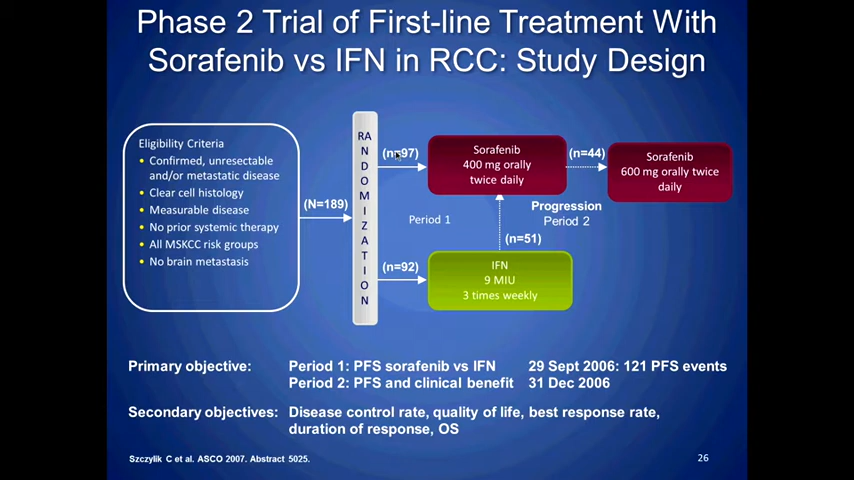 Phase 2 Trial of First-line Treatment With
Sorafenib vs IFN in RCC: Study Design
Eligibility Criteria
• Confirmed, unresectable
and/or metastatic disease
• Clear cell histology
• Measurable disease
• No prior systemic therapy
• All MSKCC risk groups
• No brain metastasis
(N=189)
RANDOMIZATION
(n=97)
Sorafenib
400 mg orally
twice daily
(n=44)
Sorafenib
600 mg orally twice
daily
Period 1
Progression
Period 2
(n=51)
(n=92)
IFN
9 MIU
3 times weekly
Primary objective: Period 1: PFS sorafenib vs IFN 29 Sept 2006: 121 PFS events
Period 2: PFS and clinical benefit 31 Dec 2006
Secondary objectives: Disease control rate, quality of life, best response rate,
duration of response, OS
Szczylik C et al. ASCO 2007. Abstract 5025.
26